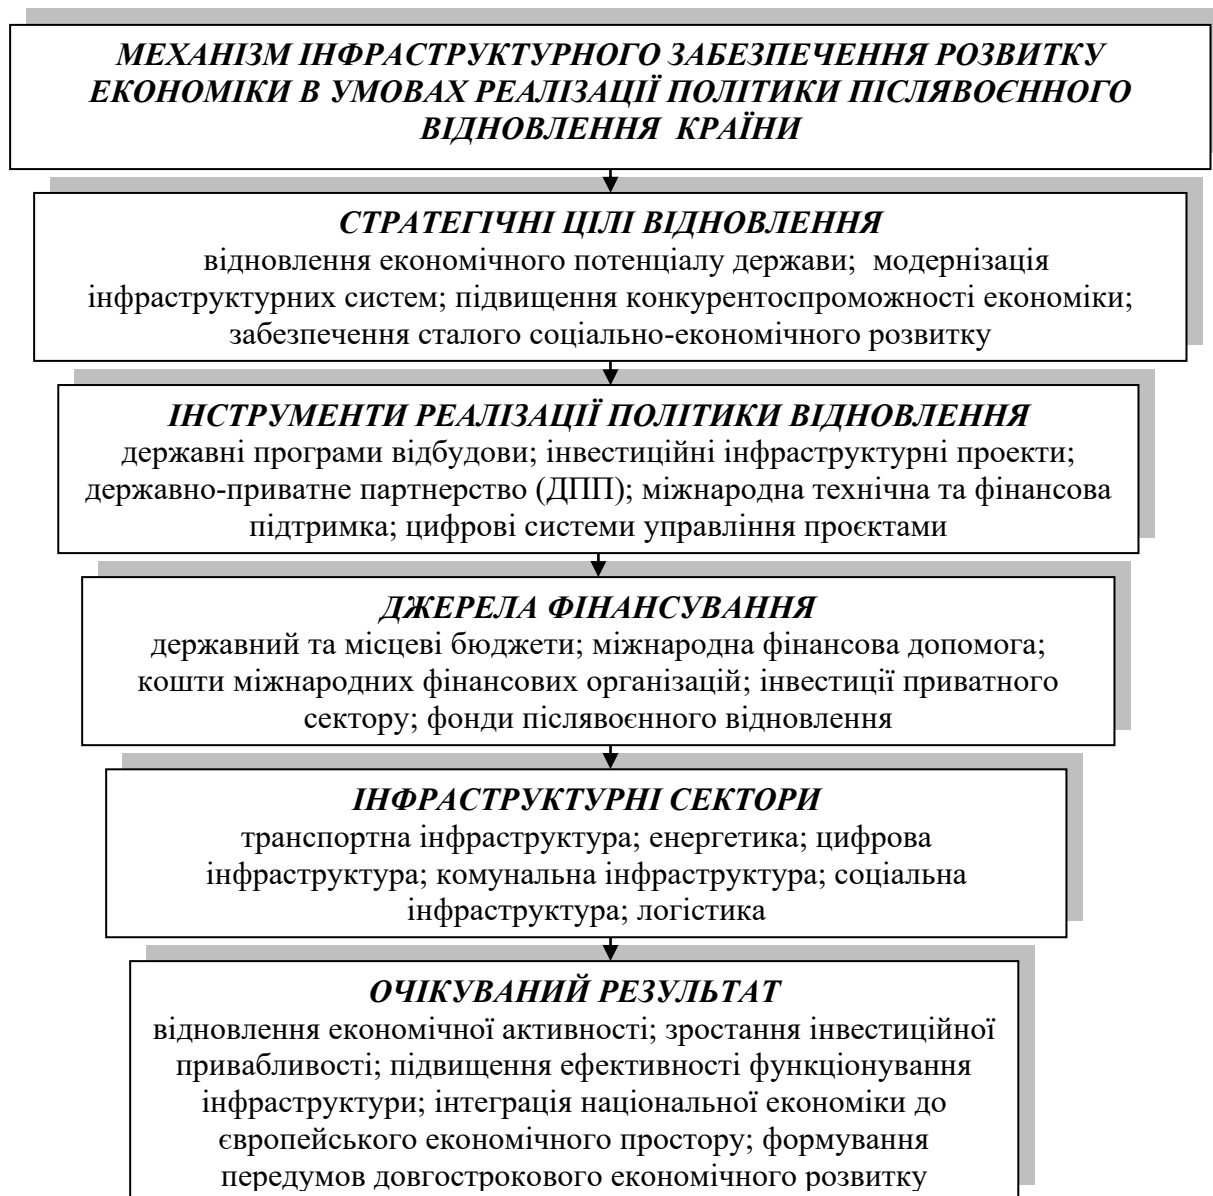 МЕХАНІЗМ ІНФРАСТРУКТУРНОГО ЗАБЕЗПЕЧЕННЯ РОЗВИТКУ
ЕКОНОМІКИ В УМОВАХ РЕАЛІЗАЦІЇ ПОЛІТИКИ ПІСЛЯВОЄННОГО
ВІДНОВЛЕННЯ КРАЇНИ
СТРАТЕГІЧНІ ЦІЛІ ВІДНОВЛЕННЯ
відновлення економічного потенціалу держави; модернізація
інфраструктурних систем; підвищення конкурентоспроможності економіки;
забезпечення сталого соціально-економічного розвитку
ІНСТРУМЕНТИ РЕАЛІЗАЦІЇ ПОЛІТИКИ ВІДНОВЛЕННЯ
державні програми відбудови; інвестиційні інфраструктурні проекти;
державно-приватне партнерство (ДПП); міжнародна технічна та фінансова
підтримка; цифрові системи управління проєктами
ДЖЕРЕЛА ФІНАНСУВАННЯ
державний та місцеві бюджети; міжнародна фінансова допомога;
кошти міжнародних фінансових організацій; інвестиції приватного
сектору; фонди післявоєнного відновлення
ІНФРАСТРУКТУРНІ СЕКТОРИ
транспортна інфраструктура; енергетика; цифрова
інфраструктура; комунальна інфраструктура; соціальна
інфраструктура; логістика
ОЧІКУВАНИЙ РЕЗУЛЬТАТ
відновлення економічної активності; зростання інвестиційної
привабливості; підвищення ефективності функціонування
інфраструктури; інтеграція національної економіки до
європейського економічного простору; формування
передумов довгострокового економічного розвитку